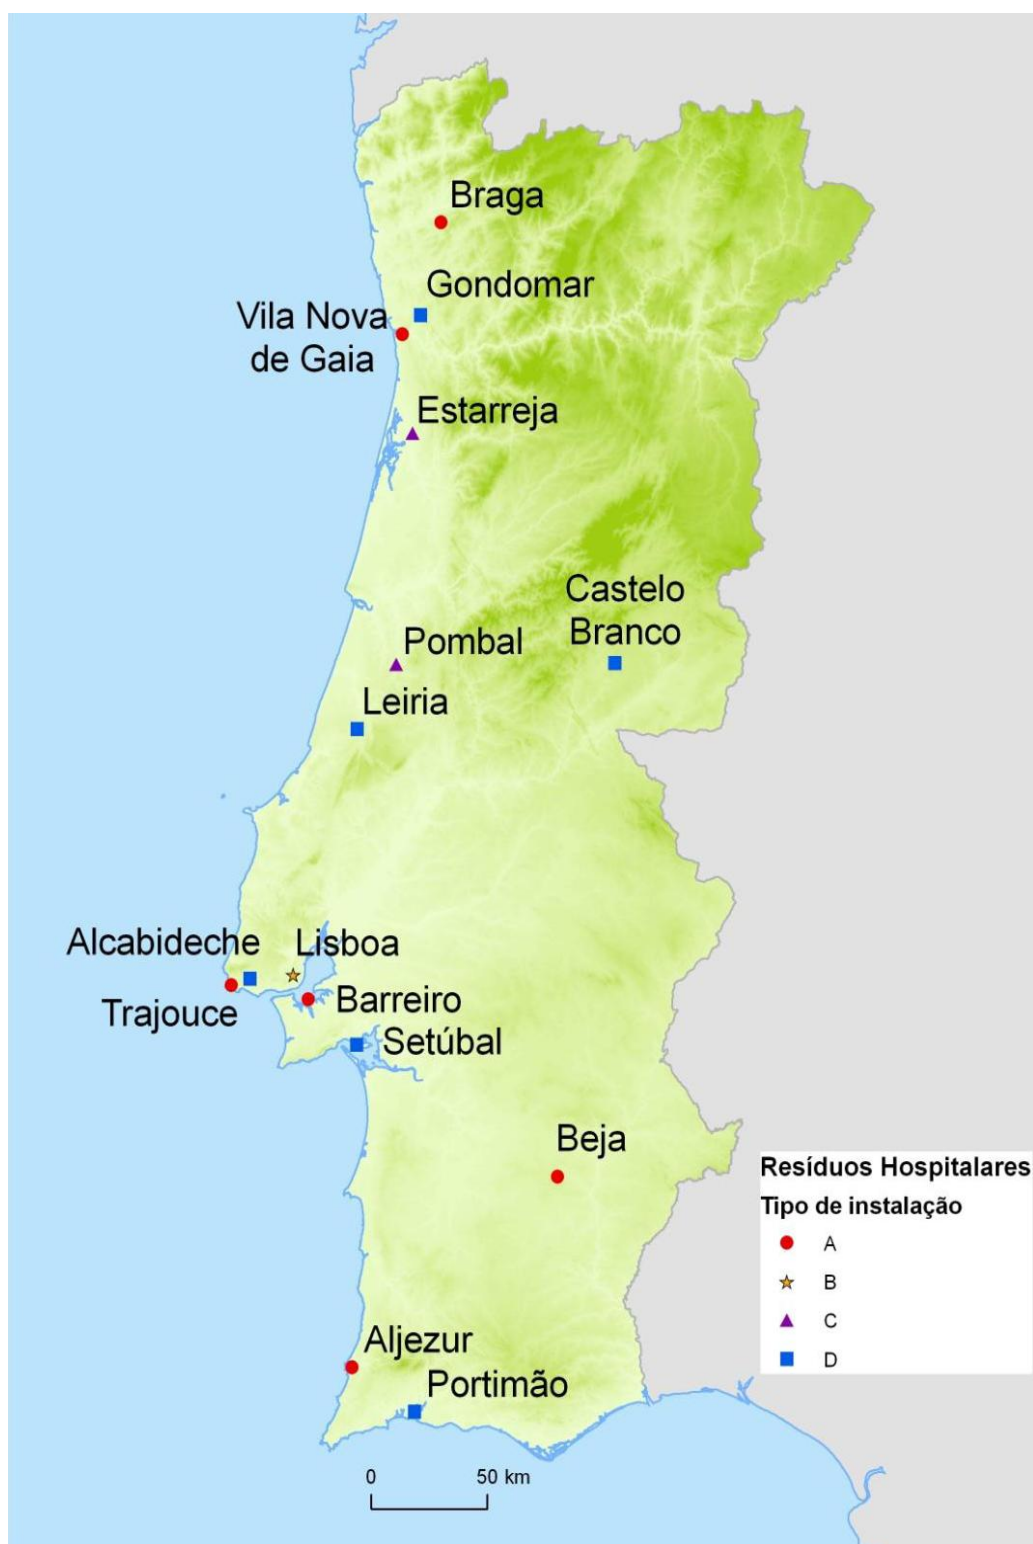 Braga
Gondomar
Vila Nova
de Gaia
Estarreja
Castelo
Branco
Pombal
Leiria
Alcabideche
Lisboa
Trajouce
Barreiro
Setúbal
Beja
Resíduos Hospitalares
Tipo de instalação
A
B
C
D
Aljezur
Portimão
0 50 km